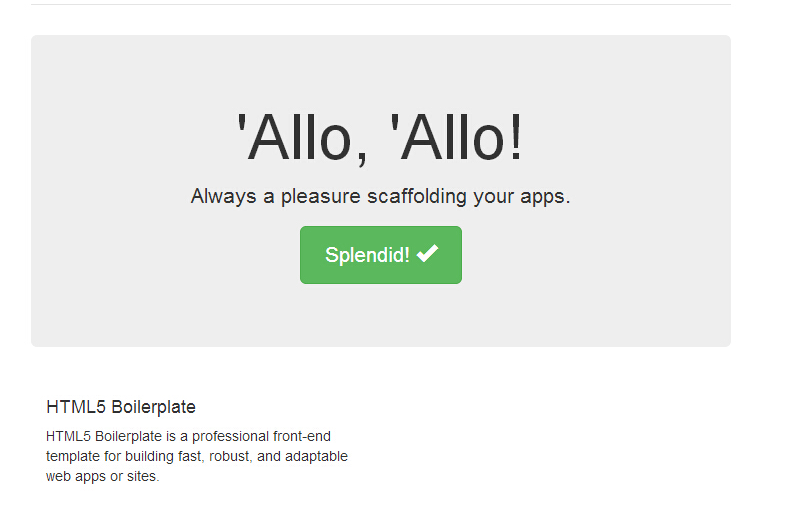 'Allo, 'Allo!
Always a pleasure scaffolding your apps.
Splendid! ✔
HTML5 Boilerplate
HTML5 Boilerplate is a professional front-end
template for building fast, robust, and adaptable
web apps or sites.